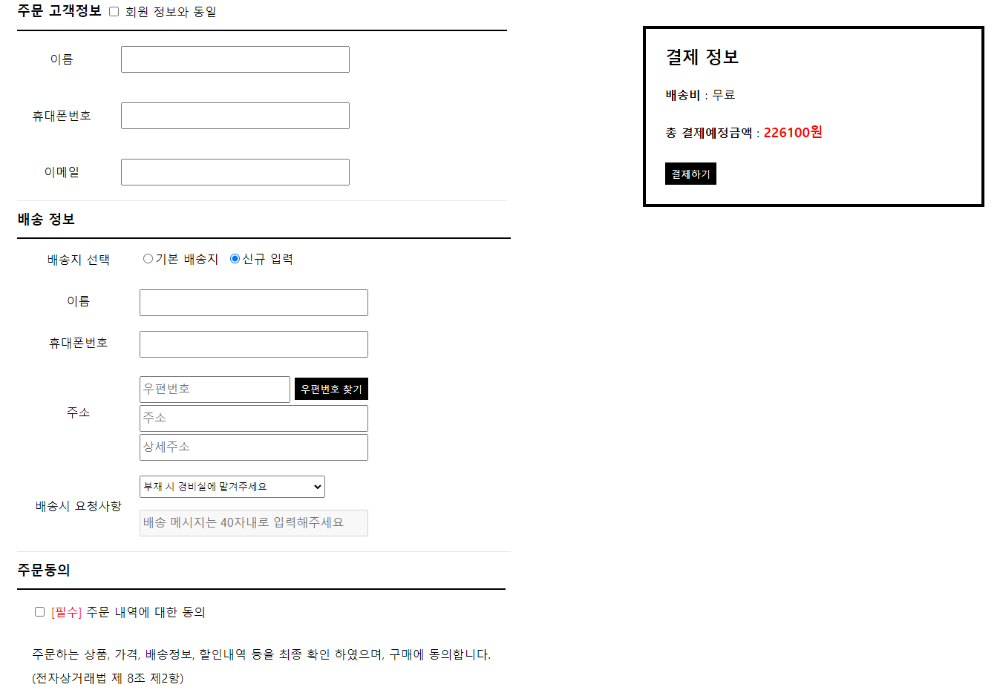 주문 고객정보 회원 정보와 동일
이름
휴대폰번호
이메일
배송 정보
배송지 선택 기본 배송지 신규 입력
이름
휴대폰번호
주소
우편번호 우편번호 찾기
주소
상세주소
배송시 요청사항
부재 시 경비실에 맡겨주세요
배송 메시지는 40자내로 입력해주세요
주문동의
[필수] 주문 내역에 대한 동의
주문하는 상품, 가격, 배송정보, 할인내역 등을 최종 확인 하였으며, 구매에 동의합니다.
(전자상거래법 제 8조 제2항)
결제 정보
배송비 : 무료
총 결제예정금액 : 226100원
결제하기